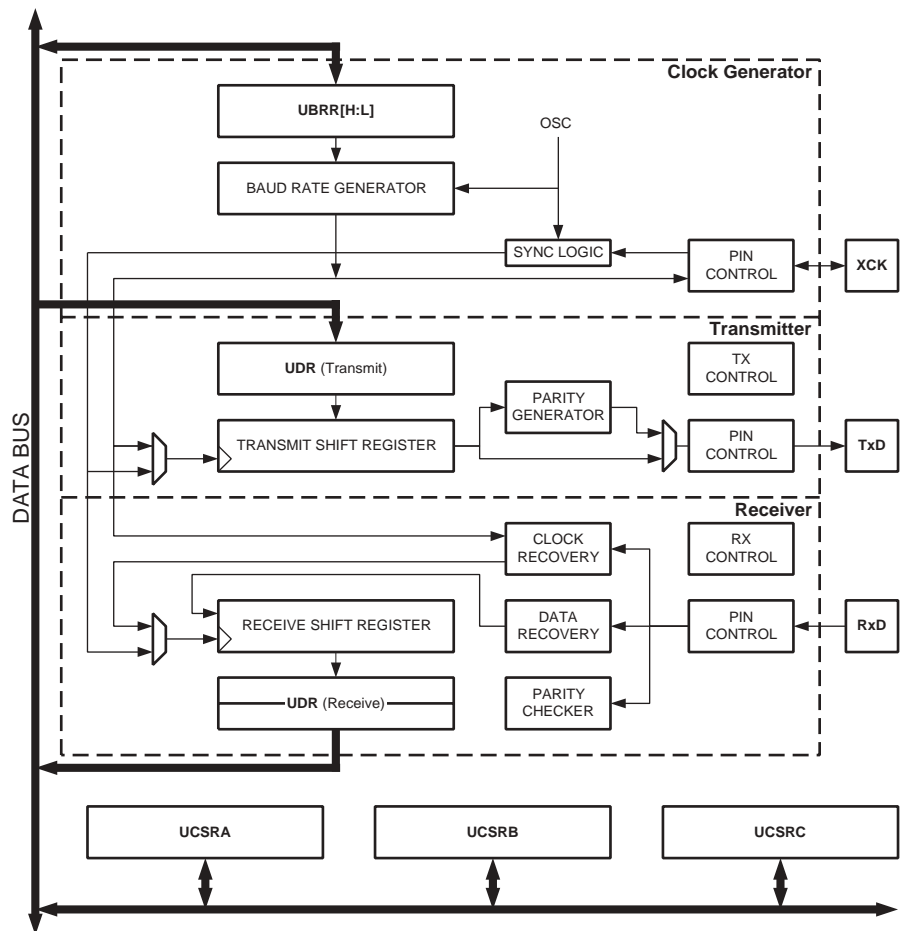 Clock Generator
UBRR[H:L]
OSC
BAUD RATE GENERATOR
SYNC LOGIC
PIN
CONTROL
XCK
Transmitter
UDR (Transmit)
TX
CONTROL
PARITY
GENERATOR
TRANSMIT SHIFT REGISTER
PIN
CONTROL
TxD
DATA BUS
Receiver
CLOCK
RECOVERY
RX
CONTROL
RECEIVE SHIFT REGISTER
DATA
RECOVERY
PIN
CONTROL
RxD
UDR (Receive)
PARITY
CHECKER
UCSRA
UCSRB
UCSRC